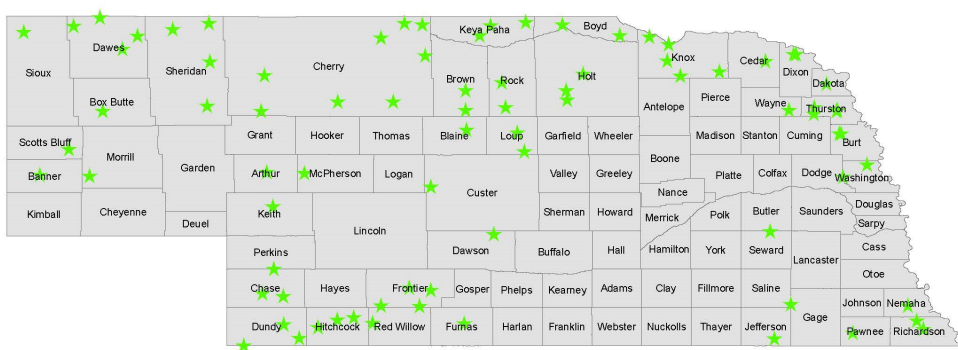 Keya Paha Boyd
Dawes Knox
Cherry Cedar
Sioux Sheridan Holt Dixon
Brown Rock Dakota
Box Butte Pierce
Antelope Wayne Thurston
Grant Hooker Thomas Blaine Loup Garfield Wheeler Madison Stanton Cuming
Scotts Bluff Burt
Morrill Boone
Garden
Banner Arthur McPherson Logan Valley Greeley Platte Colfax Dodge Washington
Custer Nance
Kimball Cheyenne Keith Sherman Howard Merrick Polk Butler Saunders Douglas
Deuel Lincoln Sarpy
Perkins Dawson Buffalo Hall Hamilton York Seward Cass
Lancaster
Otoe
Chase Hayes Frontier Gosper Phelps Kearney Adams Clay Fillmore Saline
Johnson Nemaha
Gage
Dundy Hitchcock Red Willow Furnas Harlan Franklin Webster Nuckolls Thayer Jefferson Pawnee Richardson